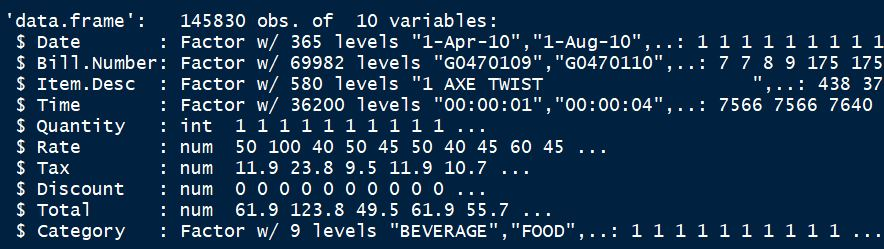 'data.frame':   145830 obs. of  10 variables:
 $ Date       : Factor w/ 365 levels "1-Apr-10","1-Aug-10",..: 1 1 1 1 1 1 1 1 1
 $ Bill.Number: Factor w/ 69982 levels "G0470109","G0470110",..: 7 7 8 9 175 175
 $ Item.Desc  : Factor w/ 580 levels "1 AXE TWIST                   ",..: 438 37
 $ Time       : Factor w/ 36200 levels "00:00:01","00:00:04",..: 7566 7566 7640
 $ Quantity   : int  1 1 1 1 1 1 1 1 1 1 ...
 $ Rate       : num  50 100 40 50 45 50 40 45 60 45 ...
 $ Tax        : num  11.9 23.8 9.5 11.9 10.7 ...
 $ Discount   : num  0 0 0 0 0 0 0 0 0 0 ...
 $ Total      : num  61.9 123.8 49.5 61.9 55.7 ...
 $ Category   : Factor w/ 9 levels "BEVERAGE","FOOD",..: 1 1 1 1 1 1 1 1 1 1 ...